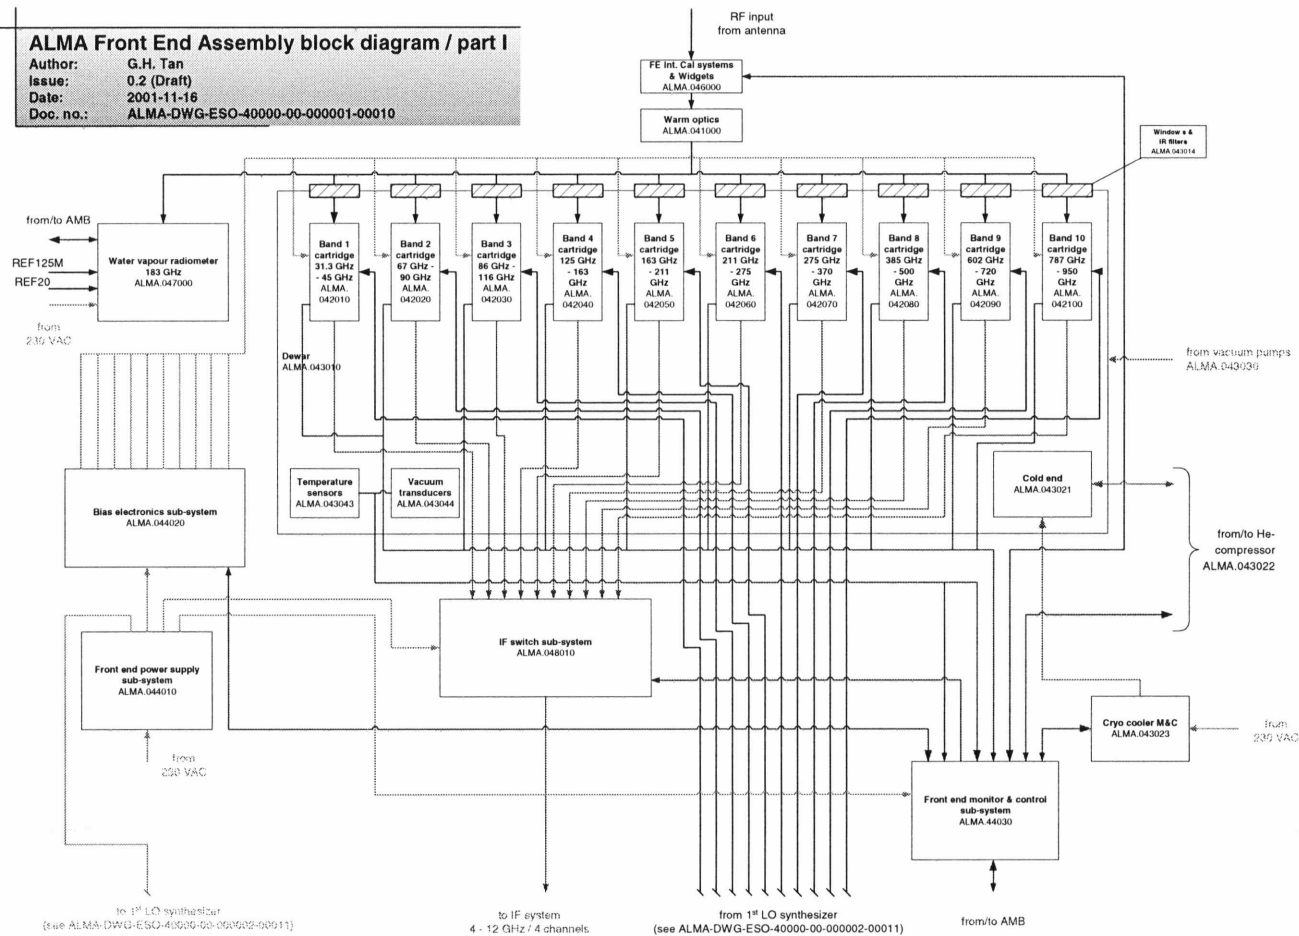 ALMA Front End Assembly block diagram / part I
Author: G.H. Tan
Issue: 0.2 (Draft)
Date: 2001-11-16
Doc. no.: ALMA-DWG-ESO-40000-00-000001-00010
RF input
from antenna
FE Int. Cal systems
& Widgets
ALMA.046000
Warm optics
ALMA.041000
Windows &
IR filters
ALMA.043014
from/to AMB
REF125M
REF20
from
230 VAC
Water vapour radiometer
183 GHz
ALMA.047000
Band 1
cartridge
31.3 GHz
- 45 GHz
ALMA.
042010
Band 2
cartridge
67 GHz -
90 GHz
ALMA.
042020
Band 3
cartridge
86 GHz -
116 GHz
ALMA.
042030
Band 4
cartridge
125 GHz
- 163
GHz
ALMA.
042040
Band 5
cartridge
163 GHz
- 211
GHz
ALMA.
042050
Band 6
cartridge
211 GHz
- 275
GHz
ALMA.
042060
Band 7
cartridge
275 GHz
- 370
GHz
ALMA.
042070
Band 8
cartridge
385 GHz
- 500
GHz
ALMA.
042080
Band 9
cartridge
602 GHz
- 720
GHz
ALMA.
042090
Band 10
cartridge
787 GHz
- 950
GHz
ALMA.
042100
Dewar
ALMA.043010
from vacuum pumps
ALMA.043030
Temperature
sensors
ALMA.043043
Vacuum
transducers
ALMA.043044
Cold end
ALMA.043021
Bias electronics sub-system
ALMA.044020
from/to He-
compressor
ALMA.043022
IF switch sub-system
ALMA.048010
Front end power supply
sub-system
ALMA.044010
from
230 VAC
Cryo cooler M&C
ALMA.043023
from
230 VAC
Front end monitor & control
sub-system
ALMA.44030
to 1st LO synthesizer
(see ALMA-DWG-ESO-40000-00-000002-00011)
to IF system
4 - 12 GHz / 4 channels
from 1st LO synthesizer
(see ALMA-DWG-ESO-40000-00-000002-00011)
from/to AMB